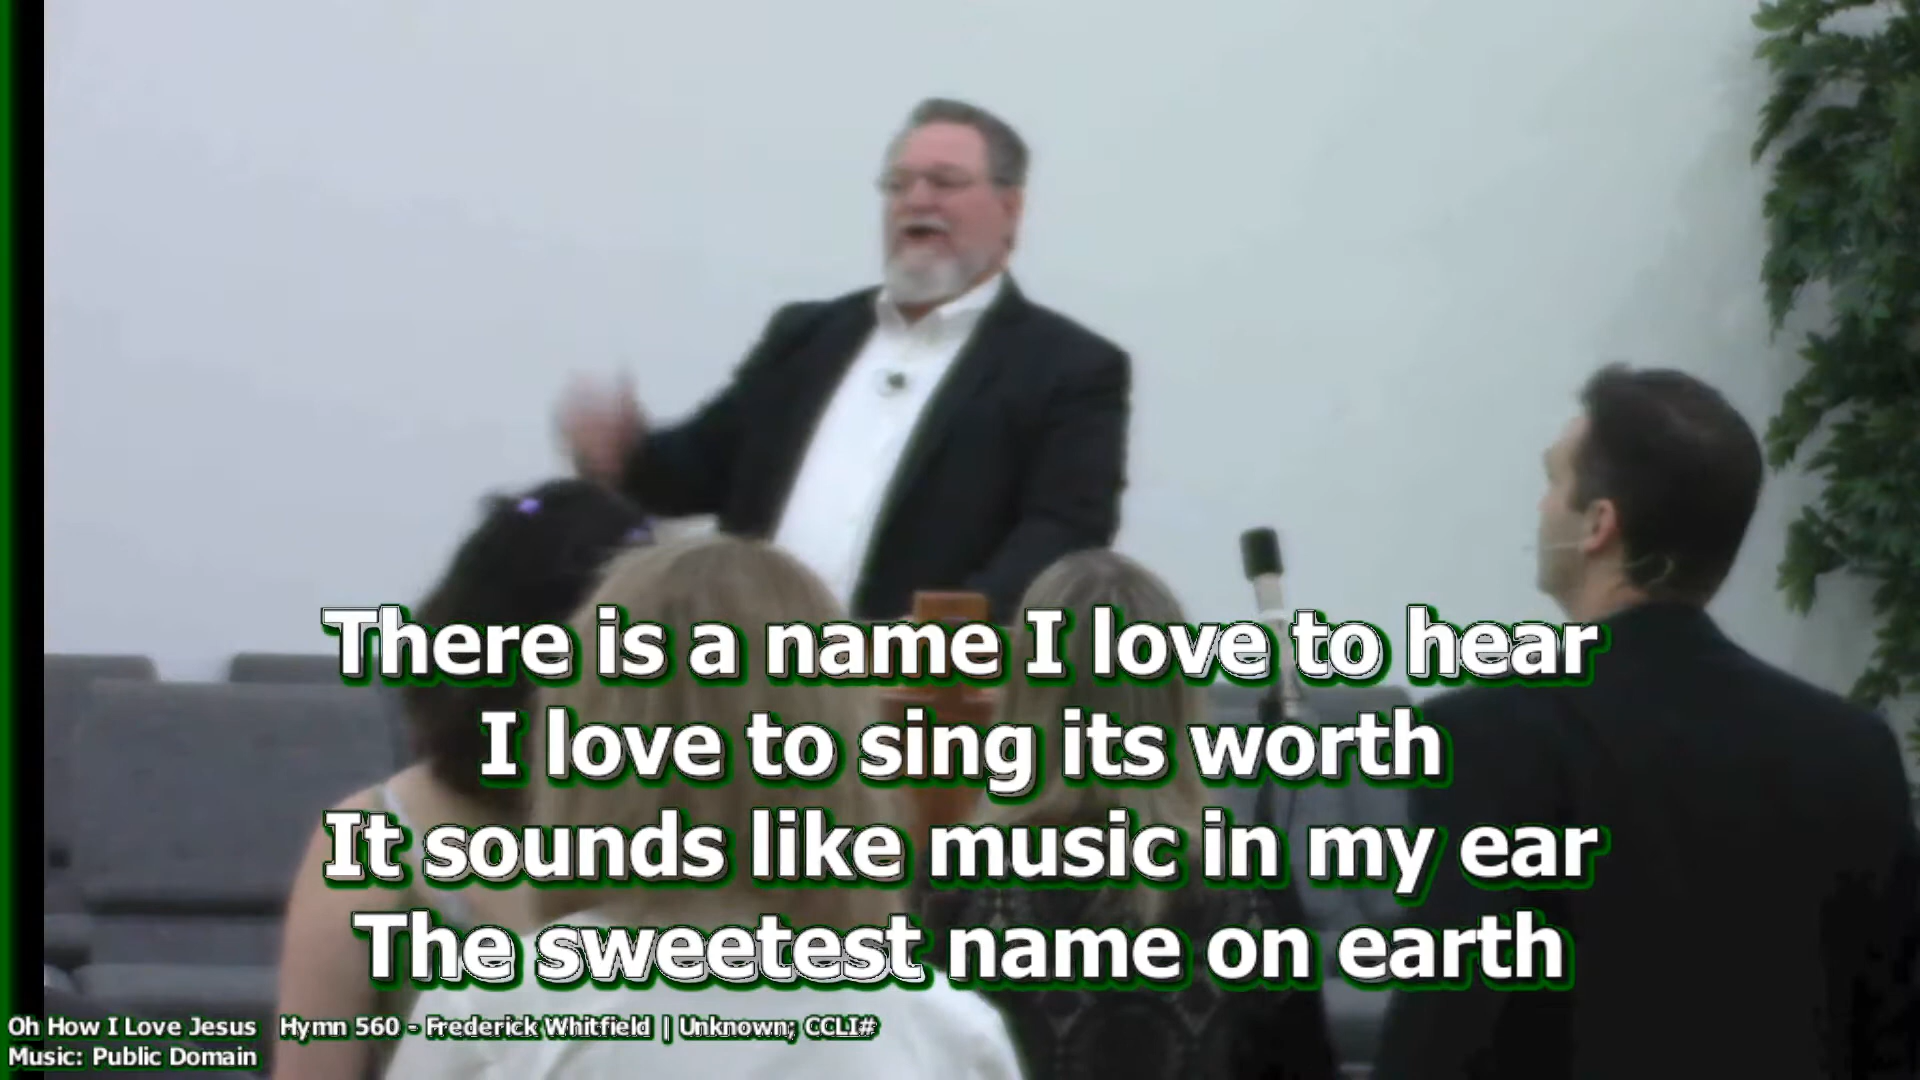 There is a name I love to hear
I love to sing its worth
It sounds like music in my ear
The sweetest name on earth
Oh How I Love Jesus Hymn 560 - Frederick Whitfield | Unknown; CCLI#
Music: Public Domain